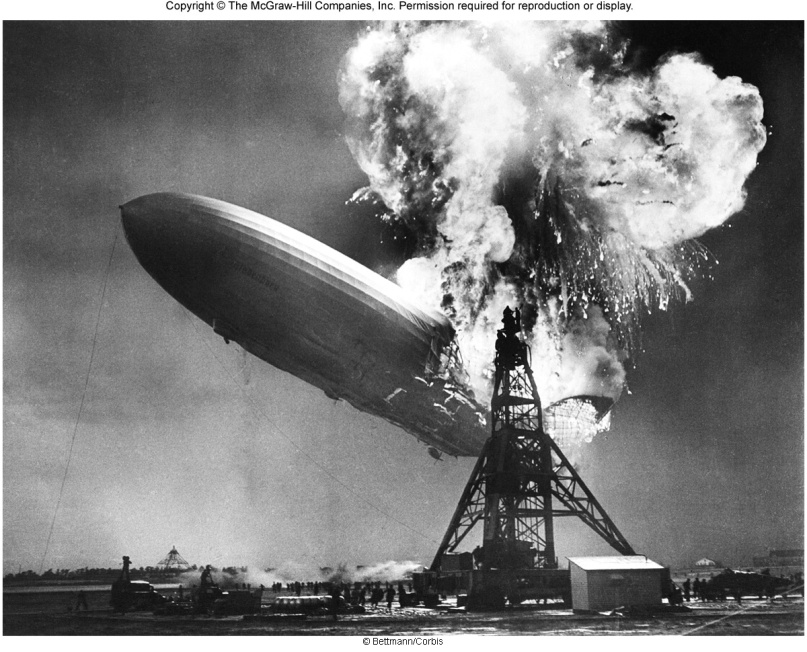 Copyright © The McGraw-Hill Companies, Inc. Permission required for reproduction or display.
© Bettmann/Corbis